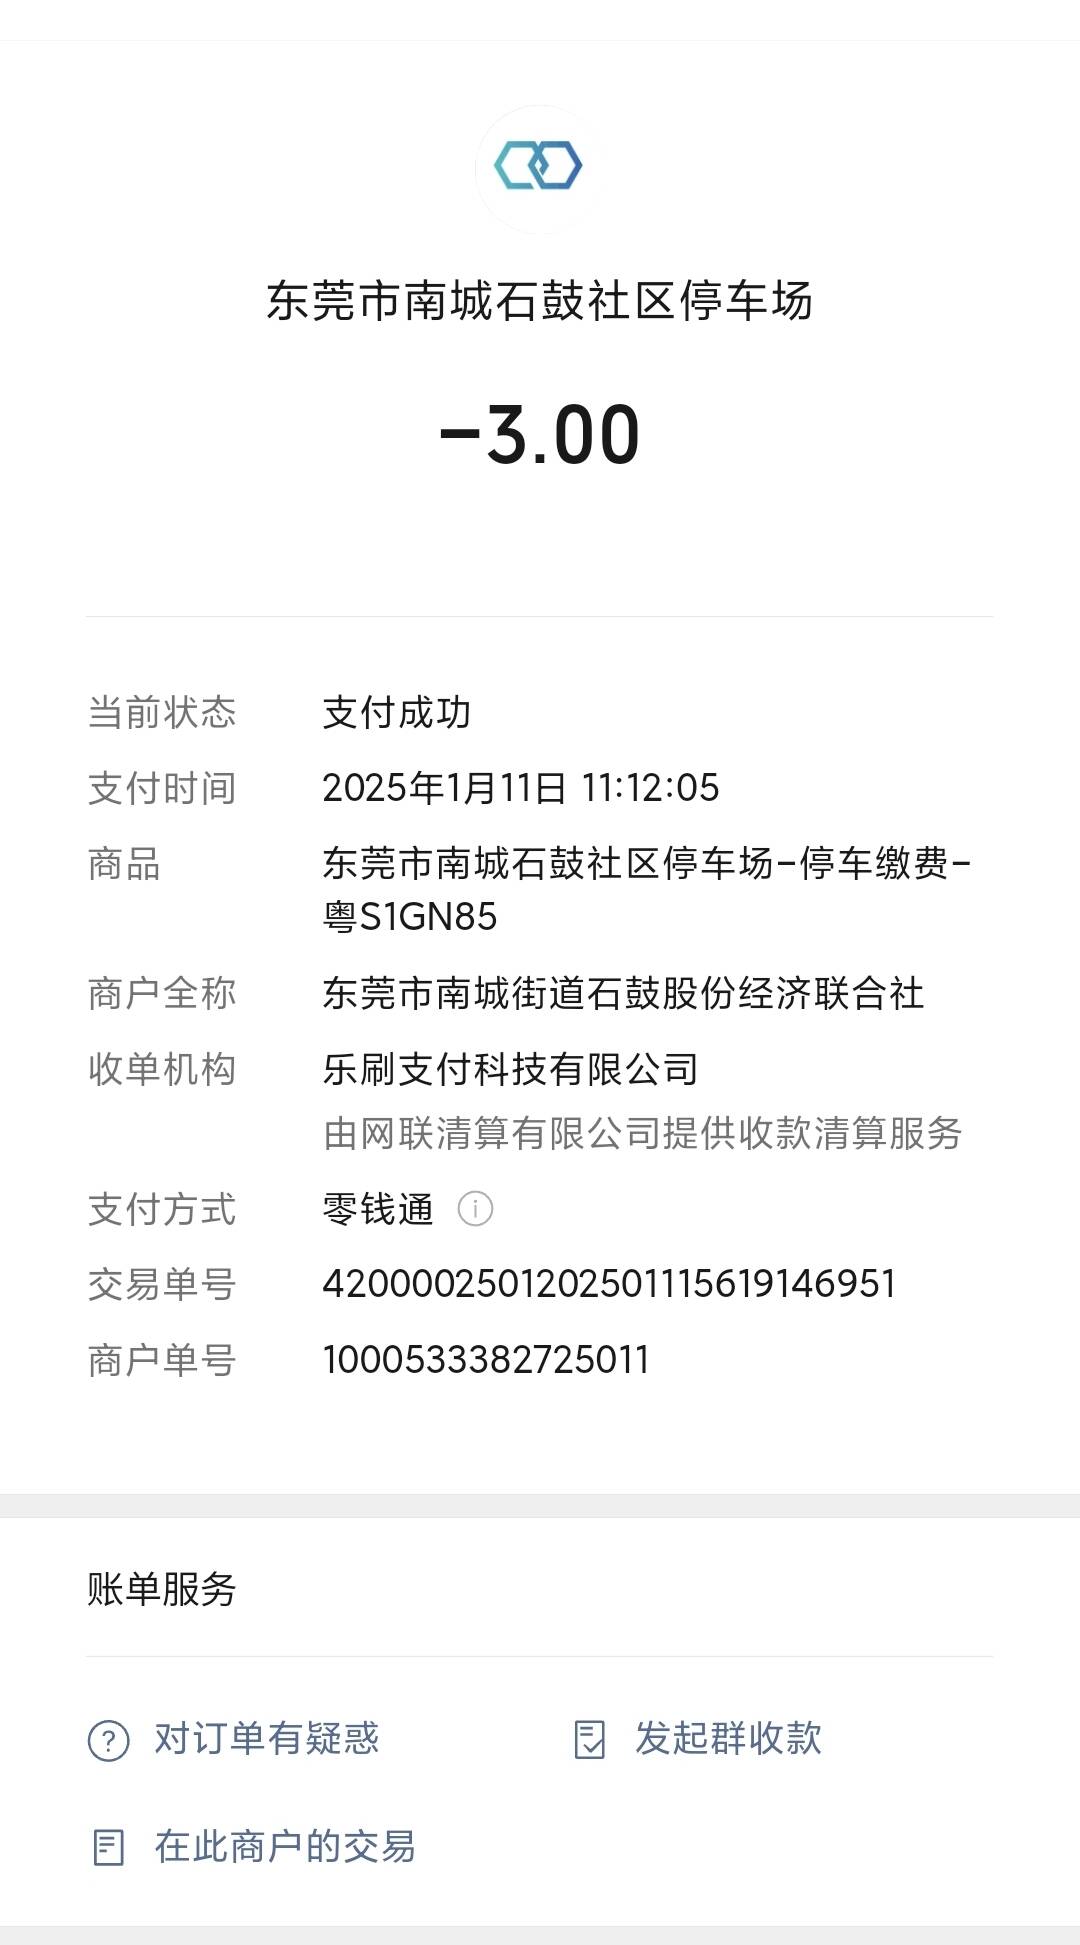 东莞市南城石鼓社区停车场
-3.00
当前状态 支付成功
支付时间 2025年1月11日 11:12:05
商品 东莞市南城石鼓社区停车场-停车缴费-
粤S1GN85
商户全称 东莞市南城街道石鼓股份经济联合社
收单机构 乐刷支付科技有限公司
由网联清算有限公司提供收款清算服务
支付方式 零钱通
交易单号 4200002501202501115619146951
商户单号 1000533382725011
账单服务
对订单有疑惑 发起群收款
在此商户的交易